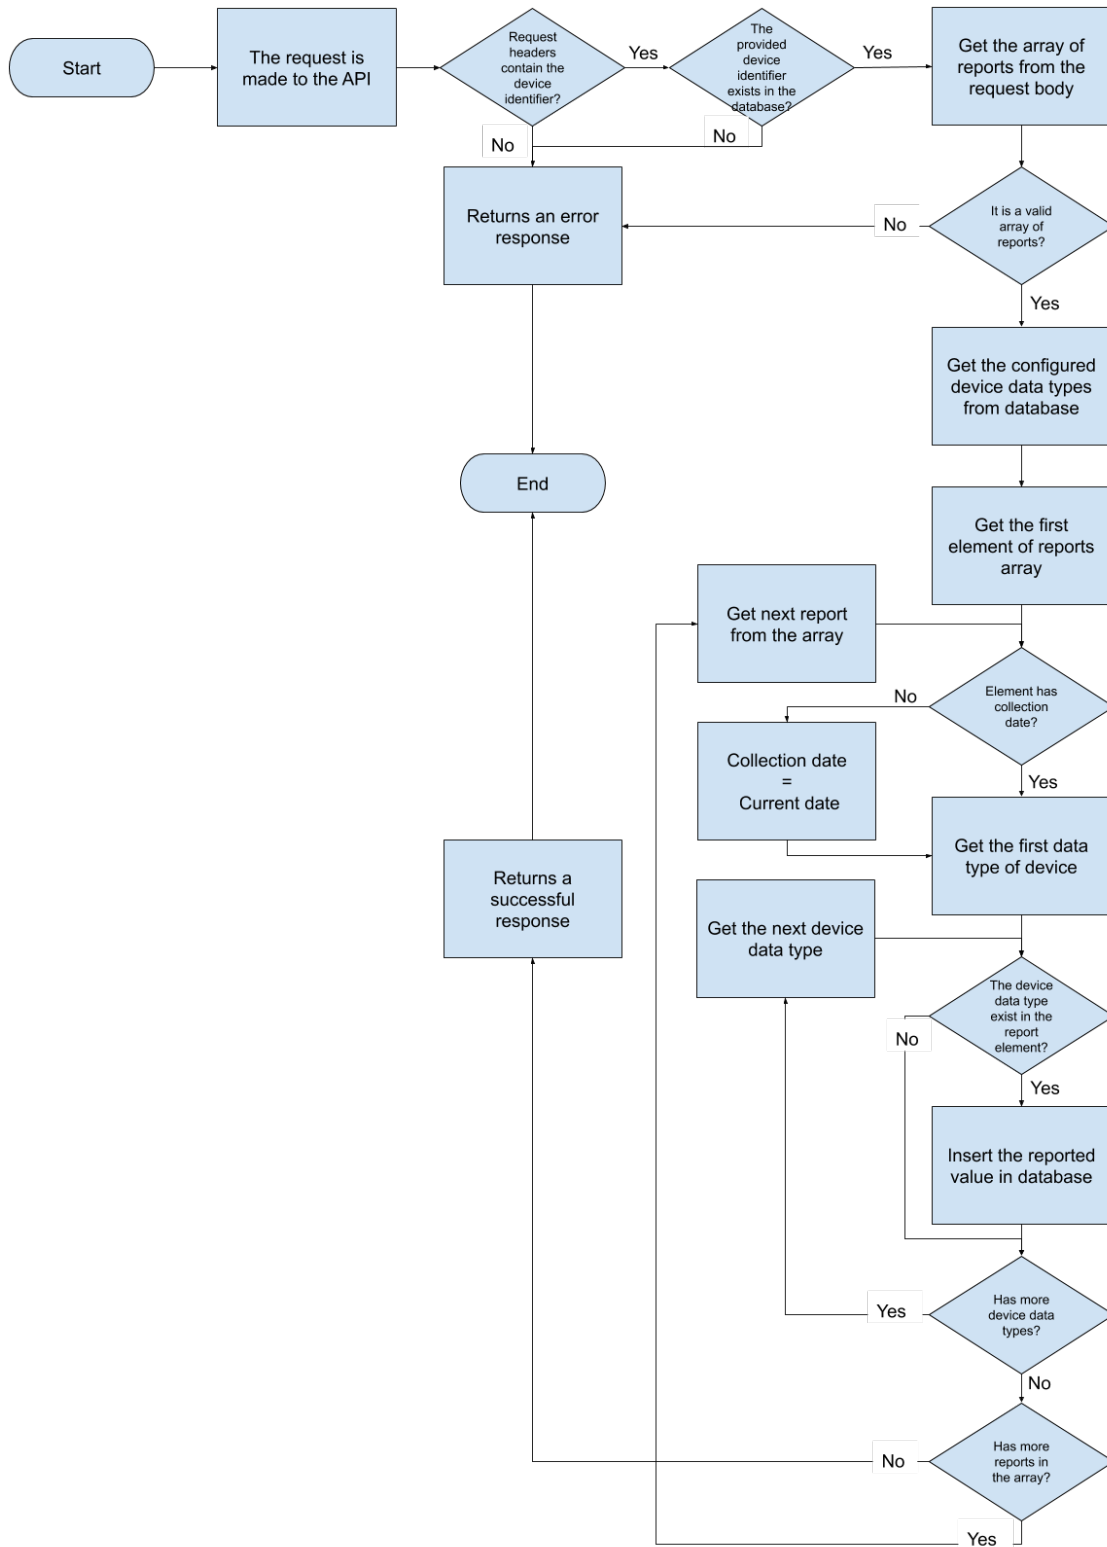 Start
The request is
made to the API
Request
headers
contain the
device
identifier?
Yes
The
provided
device
identifier
exists in the
database?
Yes
Get the array of
reports from the
request body
No
No
Returns an error
response
No
It is a valid
array of
reports?
Yes
Get the configured
device data types
from database
End
Get the first
element of reports
array
Get next report
from the array
No
Element has
collection
date?
Yes
Collection date
=
Current date
Get the first data
type of device
Returns a
successful
response
Get the next device
data type
The device
data type
exist in the
report
element?
No
Yes
Insert the reported
value in database
Has more
device data
types?
Yes
No
Has more
reports in
the array?
No
Yes